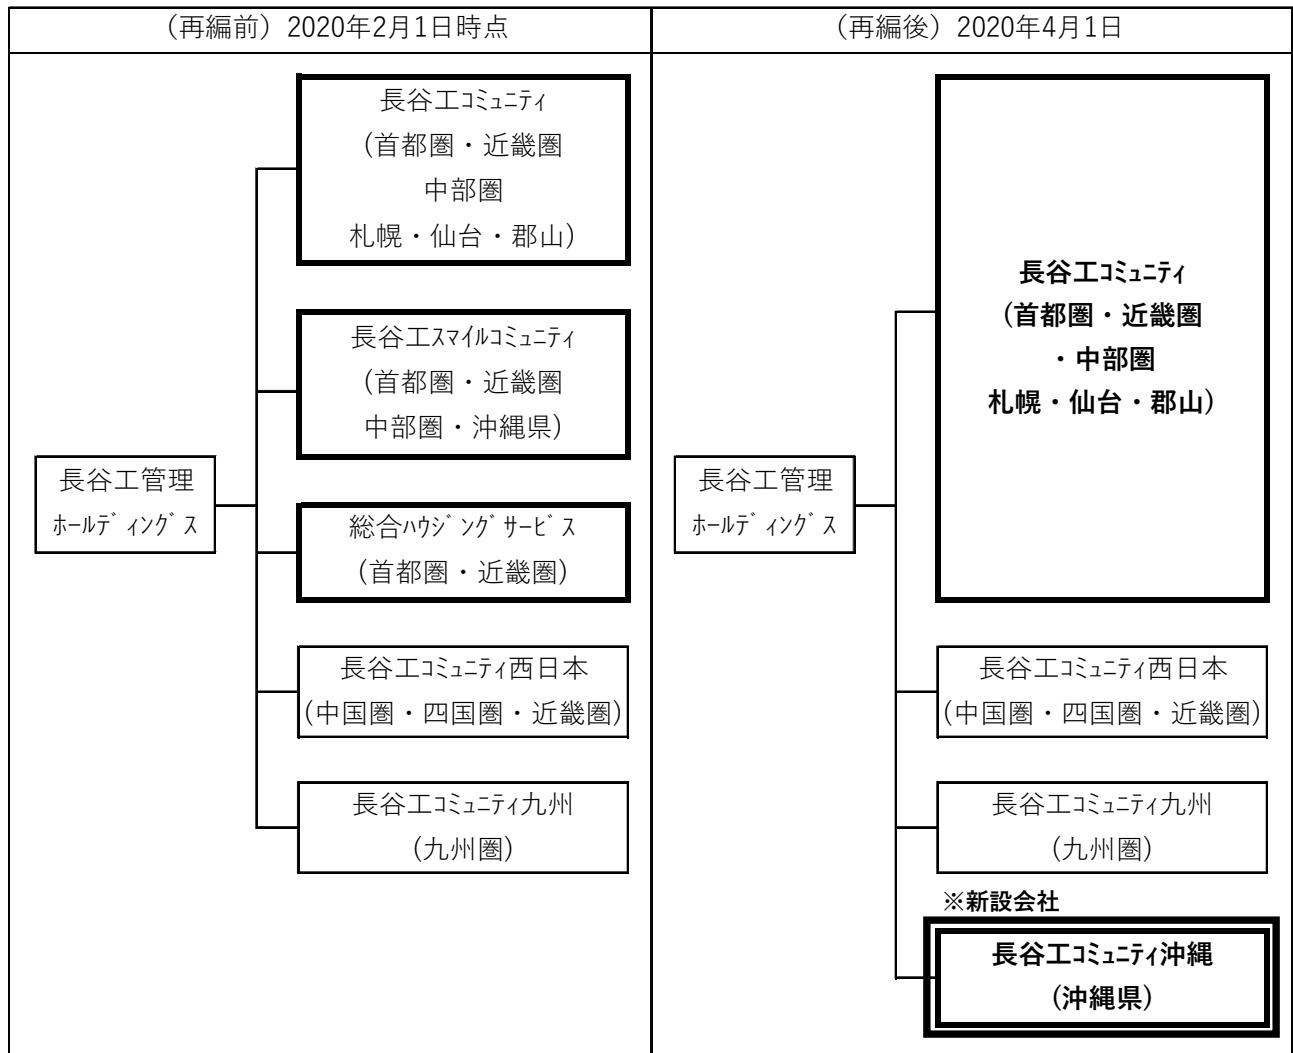 （再編前）2020年2月1日時点
長谷工ｺﾐｭﾆﾃｨ
(首都圏・近畿圏
中部圏
札幌・仙台・郡山)
長谷工ｽﾏｲﾙｺﾐｭﾆﾃｨ
(首都圏・近畿圏
中部圏・沖縄県)
長谷工管理
ﾎｰﾙﾃﾞｨﾝｸﾞｽ
総合ﾊｳｼﾞﾝｸﾞｻｰﾋﾞｽ
(首都圏・近畿圏)
長谷工ｺﾐｭﾆﾃｨ西日本
(中国圏・四国圏・近畿圏)
長谷工ｺﾐｭﾆﾃｨ九州
(九州圏)
（再編後）2020年4月1日
長谷工ｺﾐｭﾆﾃｨ
(首都圏・近畿圏
・中部圏
札幌・仙台・郡山)
長谷工管理
ﾎｰﾙﾃﾞｨﾝｸﾞｽ
長谷工ｺﾐｭﾆﾃｨ西日本
(中国圏・四国圏・近畿圏)
長谷工ｺﾐｭﾆﾃｨ九州
(九州圏)
※新設会社
長谷工ｺﾐｭﾆﾃｨ沖縄
(沖縄県)